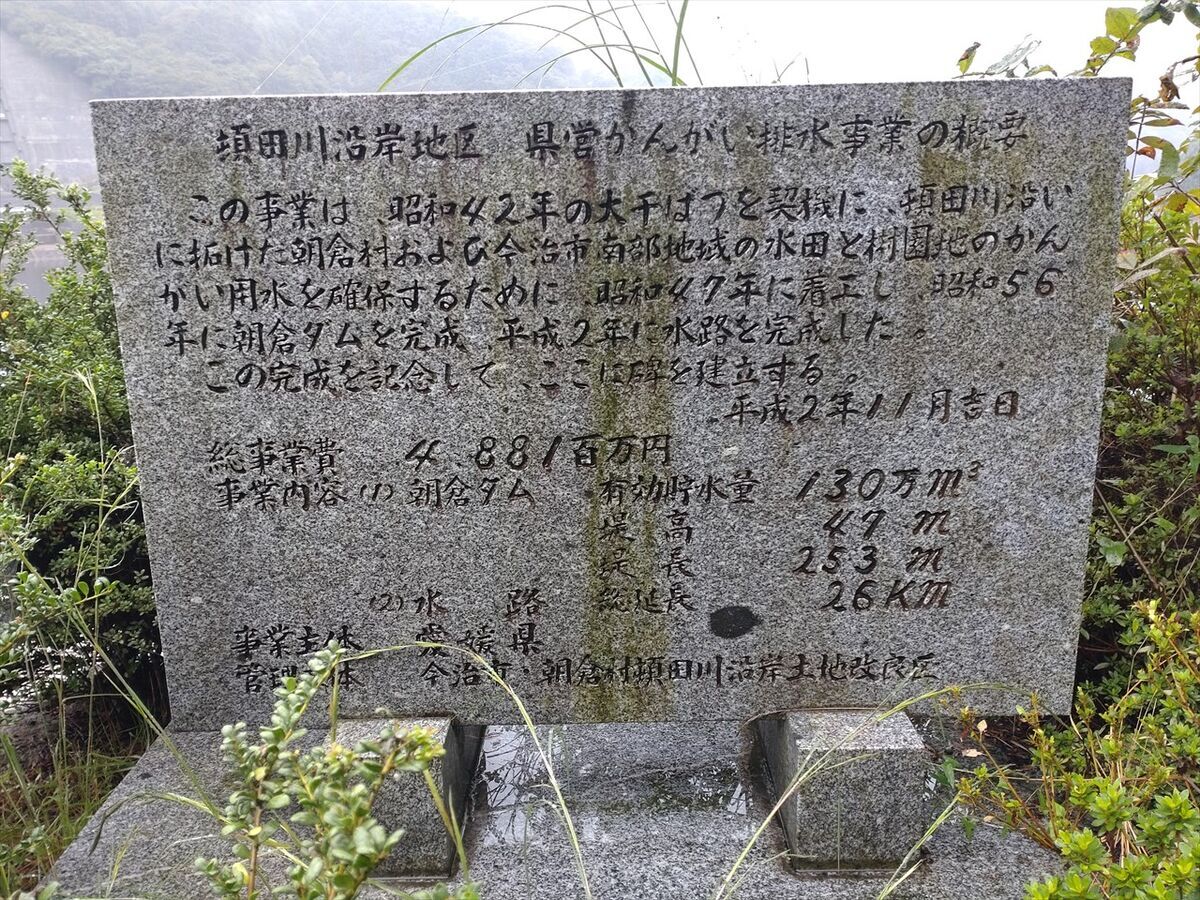 頓田川沿岸地区 県営かんがい排水事業の概要
この事業は、昭和42年の大干ばつを契機に、頓田川沿い
に拓けた朝倉村および今治市南部地域の水田と樹園地のかん
がい用水を確保するために、昭和47年に着工し、昭和56
年に朝倉ダムを完成、平成2年に水路を完成した。
この完成を記念して、ここに碑を建立する。
平成2年11月吉日
総事業費 4,881百万円
事業内容 (1) 朝倉ダム 有効貯水量 130万m³
堤高 47m
堤長 253m
(2) 水路 総延長 26Km
事業主体 愛媛県
管理主体 今治市・朝倉村頓田川沿岸土地改良区